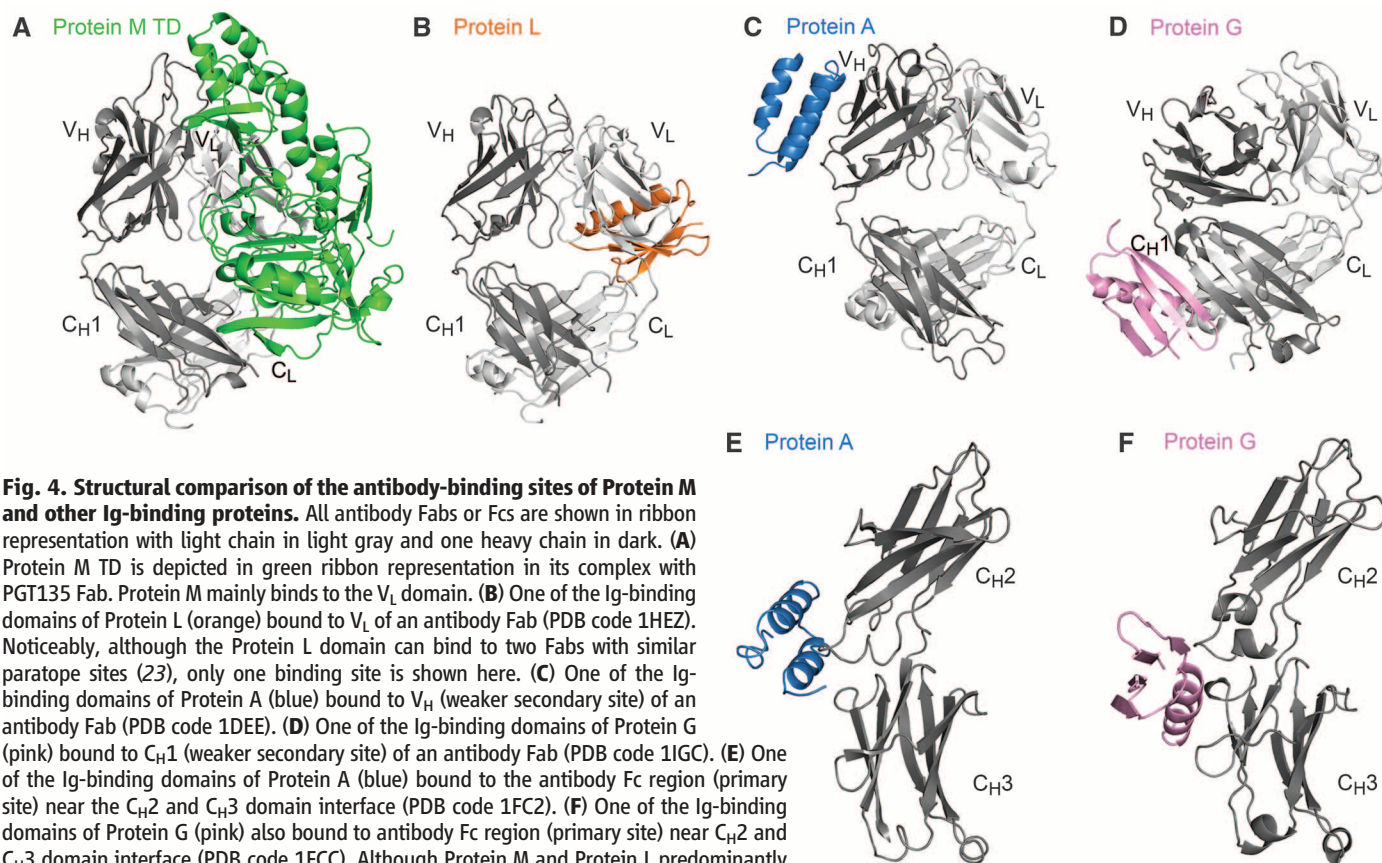 A Protein M TD
B Protein L
C Protein A
D Protein G
VH
VL
CH1
CL
VH
VL
CH1
CL
VH
VL
CH1
CL
VH
VL
CH1
CL
E Protein A
F Protein G
CH2
CH3
CH2
CH3
Fig. 4. Structural comparison of the antibody-binding sites of Protein M
and other Ig-binding proteins. All antibody Fabs or Fcs are shown in ribbon
representation with light chain in light gray and one heavy chain in dark. (A)
Protein M TD is depicted in green ribbon representation in its complex with
PGT135 Fab. Protein M mainly binds to the VL domain. (B) One of the Ig-binding
domains of Protein L (orange) bound to VL of an antibody Fab (PDB code 1HEZ).
Noticeably, although the Protein L domain can bind to two Fabs with similar
paratope sites (23), only one binding site is shown here. (C) One of the Ig-
binding domains of Protein A (blue) bound to VH (weaker secondary site) of an
antibody Fab (PDB code 1DEE). (D) One of the Ig-binding domains of Protein G
(pink) bound to CH1 (weaker secondary site) of an antibody Fab (PDB code 1IGC). (E) One
of the Ig-binding domains of Protein A (blue) bound to the antibody Fc region (primary
site) near the CH2 and CH3 domain interface (PDB code 1FC2). (F) One of the Ig-binding
domains of Protein G (pink) also bound to antibody Fc region (primary site) near CH2 and
CH3 domain interface (PDB code 1FCC). Although Protein M and Protein L predominantly